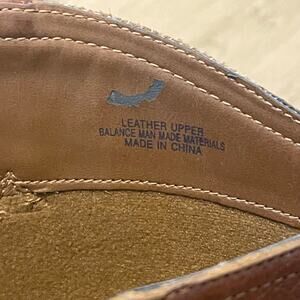 LEATHER UPPER
BALANCE MAN MADE MATERIALS
MADE IN CHINA